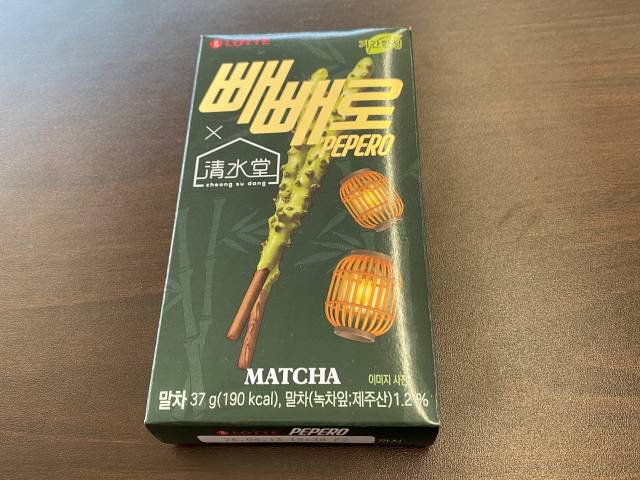 LOTTE
기간한정
빼빼로
PEPERO
×
清水堂
cheong su dang
MATCHA
이미지 사진
말차 37 g(190 kcal), 말차(녹차잎;제주산)1.2 %
LOTTE PEPERO